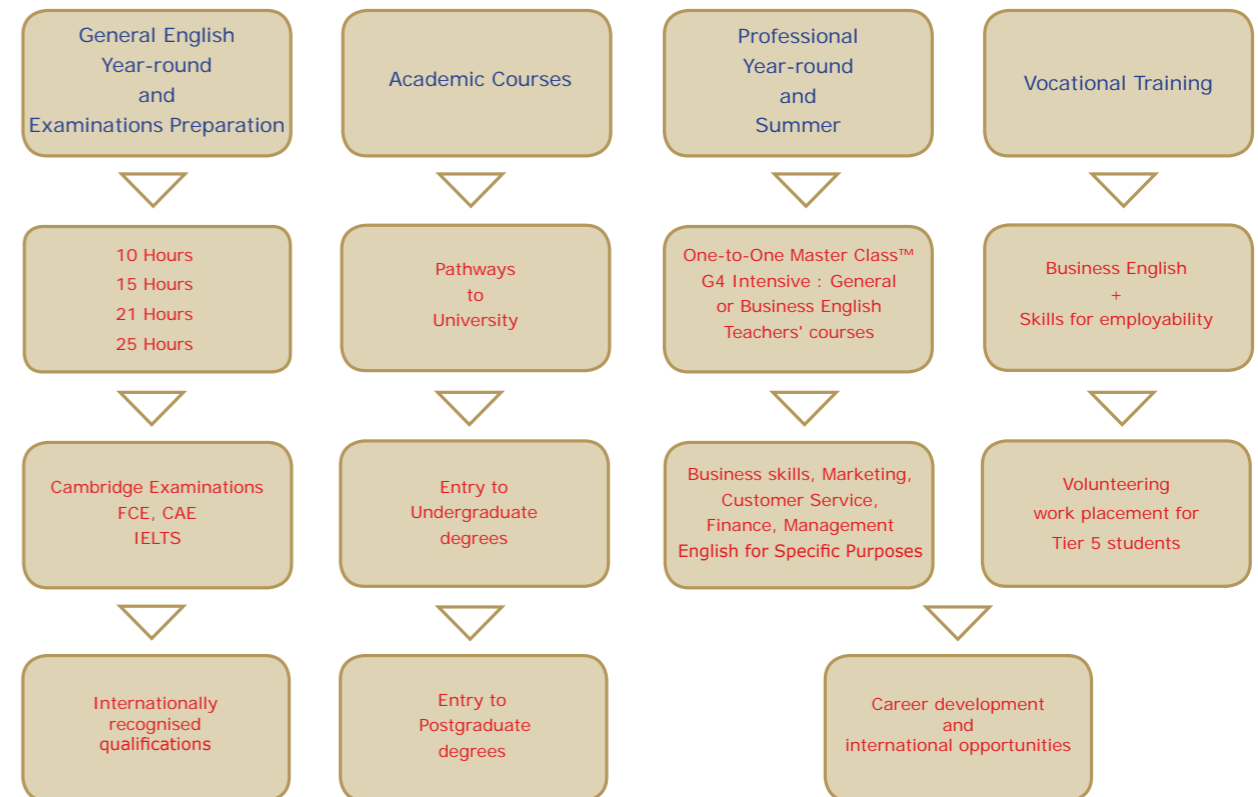 General English
Year-round
and
Examinations Preparation
Academic Courses
Professional
Year-round
and
Summer
Vocational Training
10 Hours
15 Hours
21 Hours
25 Hours
Pathways
to
University
One-to-One Master Class™
G4 Intensive : General
or Business English
Teachers' courses
Business English
+
Skills for employability
Cambridge Examinations
FCE, CAE
IELTS
Entry to
Undergraduate
degrees
Business skills, Marketing,
Customer Service,
Finance, Management
English for Specific Purposes
Volunteering
work placement for
Tier 5 students
Internationally
recognised
qualifications
Entry to
Postgraduate
degrees
Career development
and
international opportunities